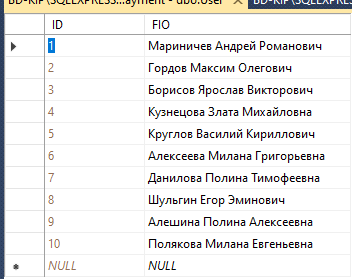 BD-KIP\SQLEXPRESS...ayment - dbo.User BD-KIP\SQLEXPRESS
ID FIO
1 Мариничев Андрей Романович
2 Гордов Максим Олегович
3 Борисов Ярослав Викторович
4 Кузнецова Злата Михайловна
5 Круглов Василий Кириллович
6 Алексеева Милана Григорьевна
7 Данилова Полина Тимофеевна
8 Шульгин Егор Эминович
9 Алешина Полина Алексеевна
10 Полякова Милана Евгеньевна
NULL NULL